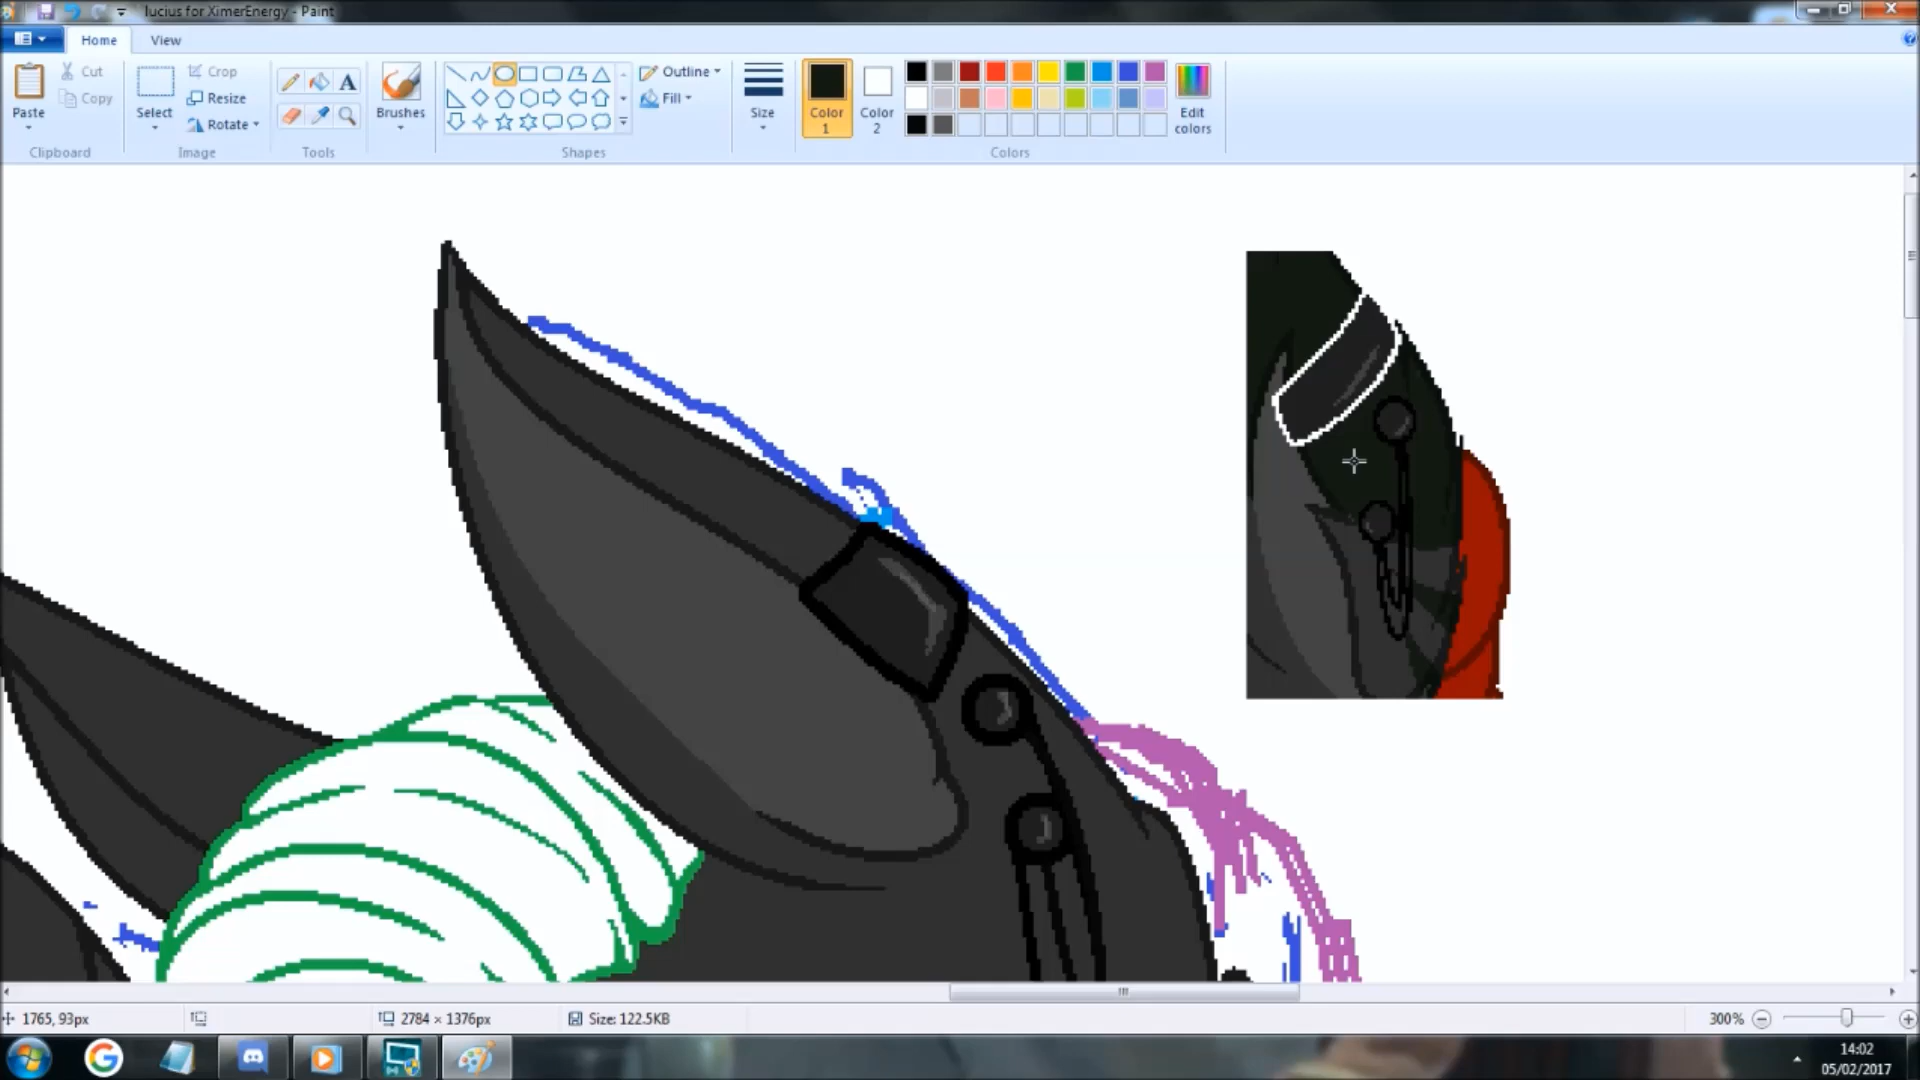 lucius for XimerEnergy - Paint
Home View
Paste
Cut
Copy
Clipboard
Select
Crop
Resize
Rotate
Image
A
Tools
Brushes
Outline
Fill
Shapes
Size
Color 1
Color 2
Edit colors
Colors
1765, 93px
2784 × 1376px
Size: 122.5KB
300%
14:02
05/02/2017